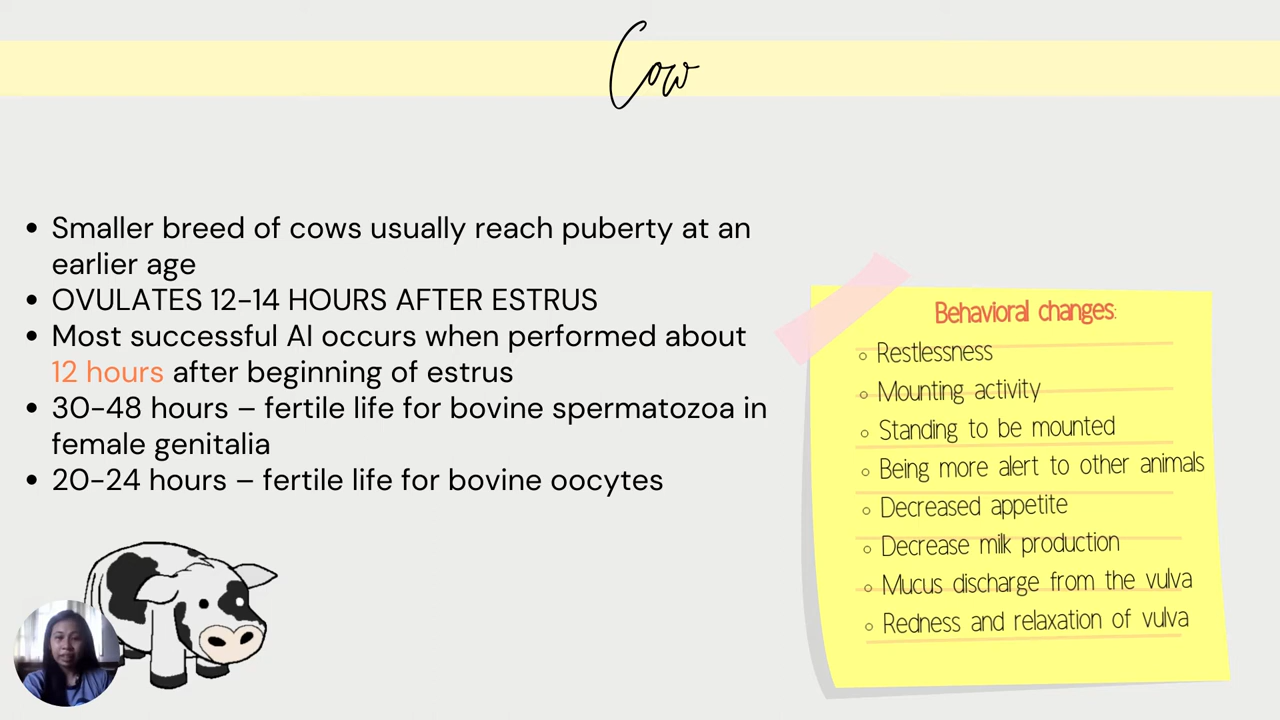 Cow
• Smaller breed of cows usually reach puberty at an
earlier age
• OVULATES 12-14 HOURS AFTER ESTRUS
• Most successful AI occurs when performed about
12 hours after beginning of estrus
• 30-48 hours – fertile life for bovine spermatozoa in
female genitalia
• 20-24 hours – fertile life for bovine oocytes
Behavioral changes:
◦ Restlessness
◦ Mounting activity
◦ Standing to be mounted
◦ Being more alert to other animals
◦ Decreased appetite
◦ Decrease milk production
◦ Mucus discharge from the vulva
◦ Redness and relaxation of vulva